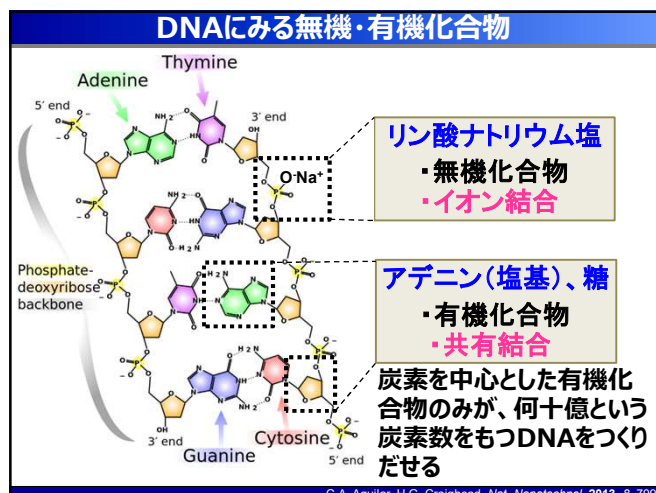 DNAにみる無機・有機化合物
Thymine
Adenine
5′ end
3′ end
O⁻Na⁺
リン酸ナトリウム塩
・無機化合物
・イオン結合
Phosphate-
deoxyribose
backbone
アデニン(塩基)、糖
・有機化合物
・共有結合
炭素を中心とした有機化
合物のみが、何十億という
炭素数をもつDNAをつくり
だせる
3′ end
Cytosine
5′ end
Guanine